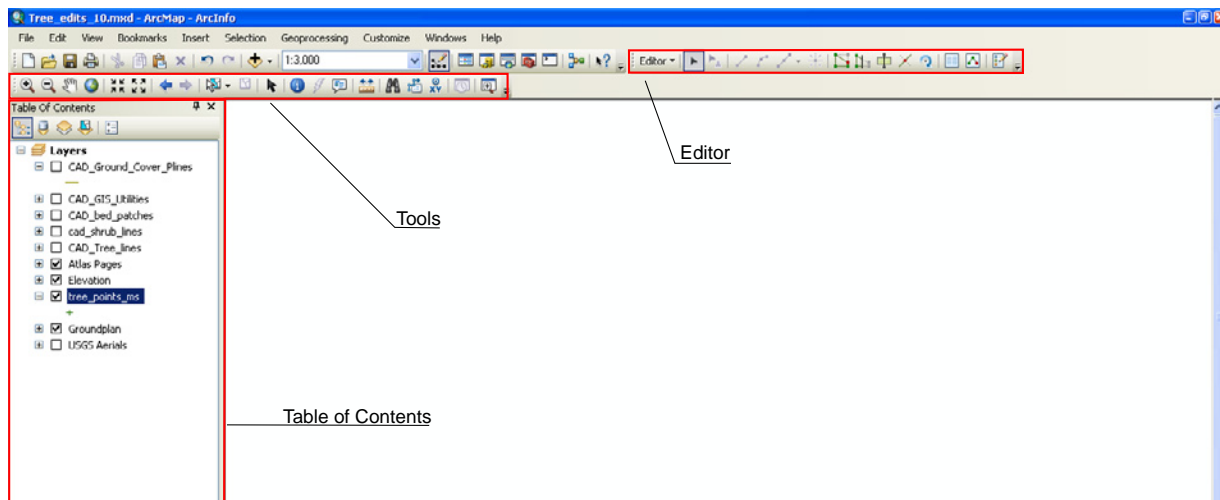 Tree_edits_10.mxd - ArcMap - ArcInfo
File Edit View Bookmarks Insert Selection Geoprocessing Customize Windows Help
1:3.000
Editor
Table Of Contents
Layers
CAD_Ground_Cover_Plines
CAD_GIS_Utilities
CAD_bed_patches
cad_shrub_lines
CAD_Tree_lines
Atlas Pages
Elevation
tree_points_ms
Groundplan
USGS Aerials
Editor
Tools
Table of Contents